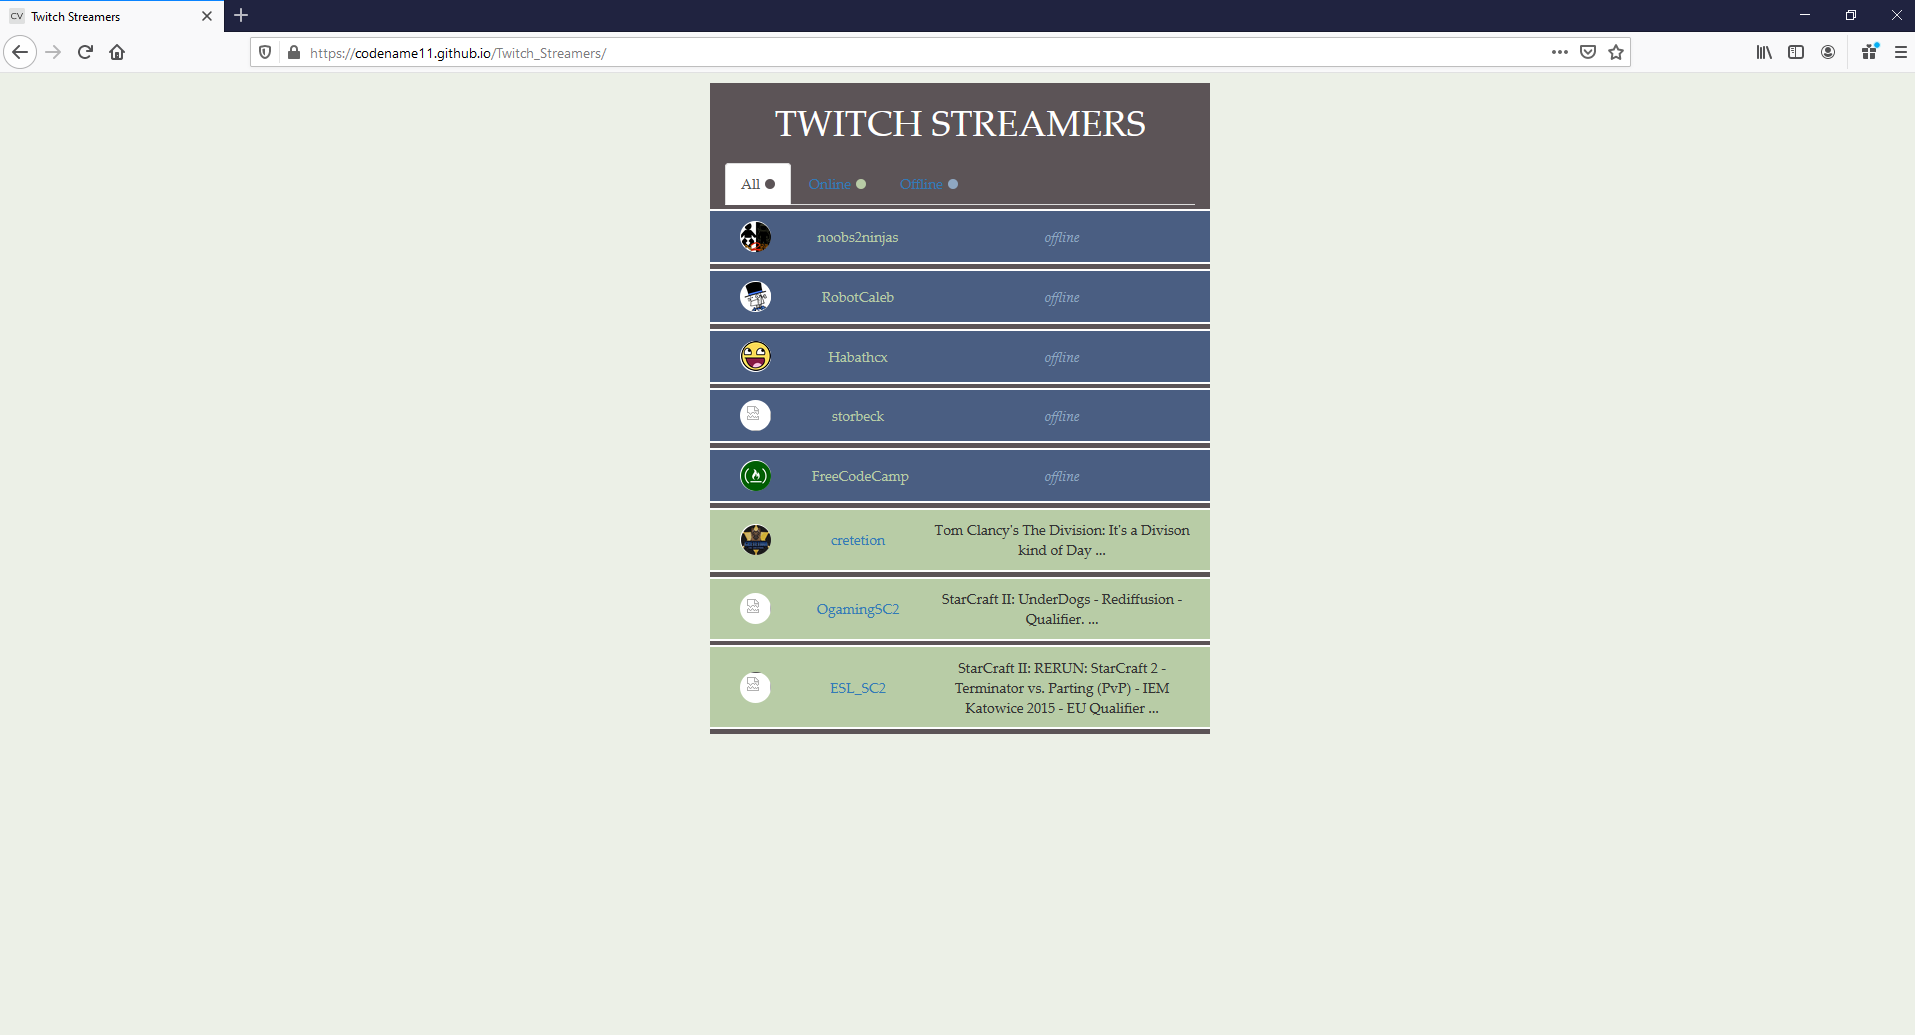 CV Twitch Streamers
https://codename11.github.io/Twitch_Streamers/
TWITCH STREAMERS
All Online Offline
noobs2ninjas offline
RobotCaleb offline
Habathcx offline
storbeck offline
FreeCodeCamp offline
cretetion
Tom Clancy's The Division: It's a Divison
kind of Day ...
OgamingSC2
StarCraft II: UnderDogs - Rediffusion -
Qualifier. ...
ESL_SC2
StarCraft II: RERUN: StarCraft 2 -
Terminator vs. Parting (PvP) - IEM
Katowice 2015 - EU Qualifier ...